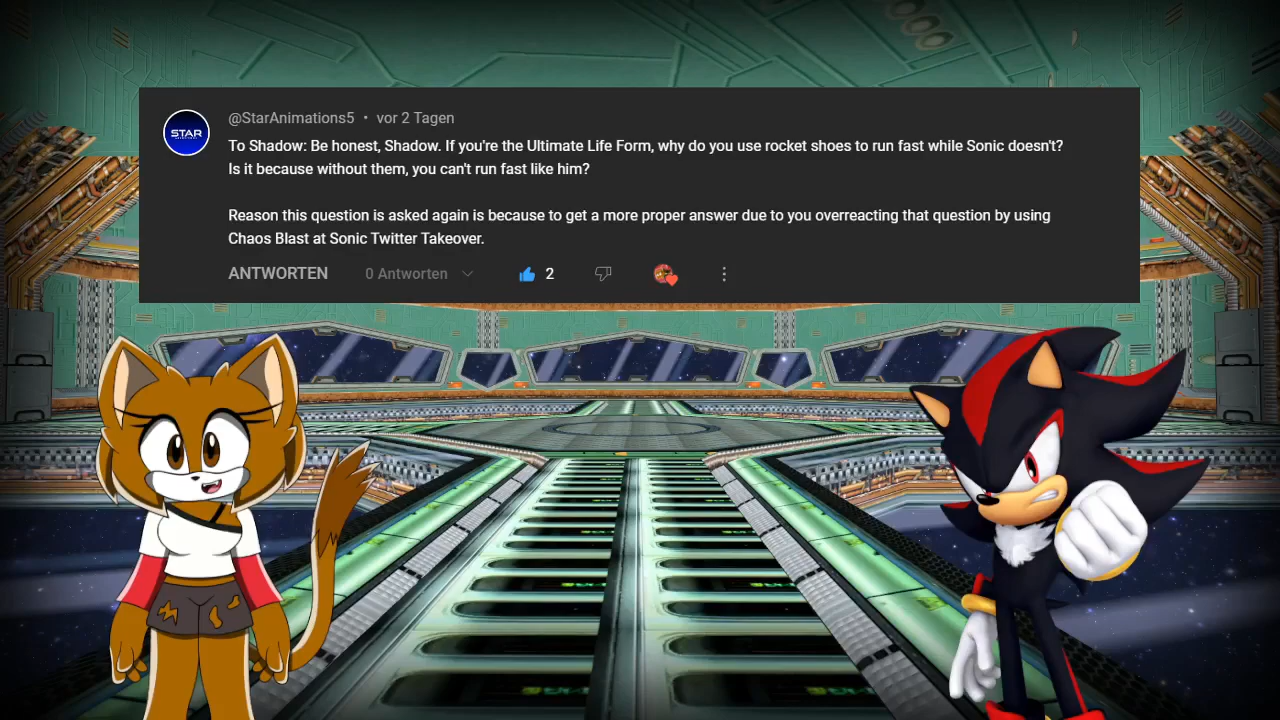 STAR
@StarAnimations5 • vor 2 Tagen
To Shadow: Be honest, Shadow. If you're the Ultimate Life Form, why do you use rocket shoes to run fast while Sonic doesn't?
Is it because without them, you can't run fast like him?
Reason this question is asked again is because to get a more proper answer due to you overreacting that question by using
Chaos Blast at Sonic Twitter Takeover.
ANTWORTEN 0 Antworten 2